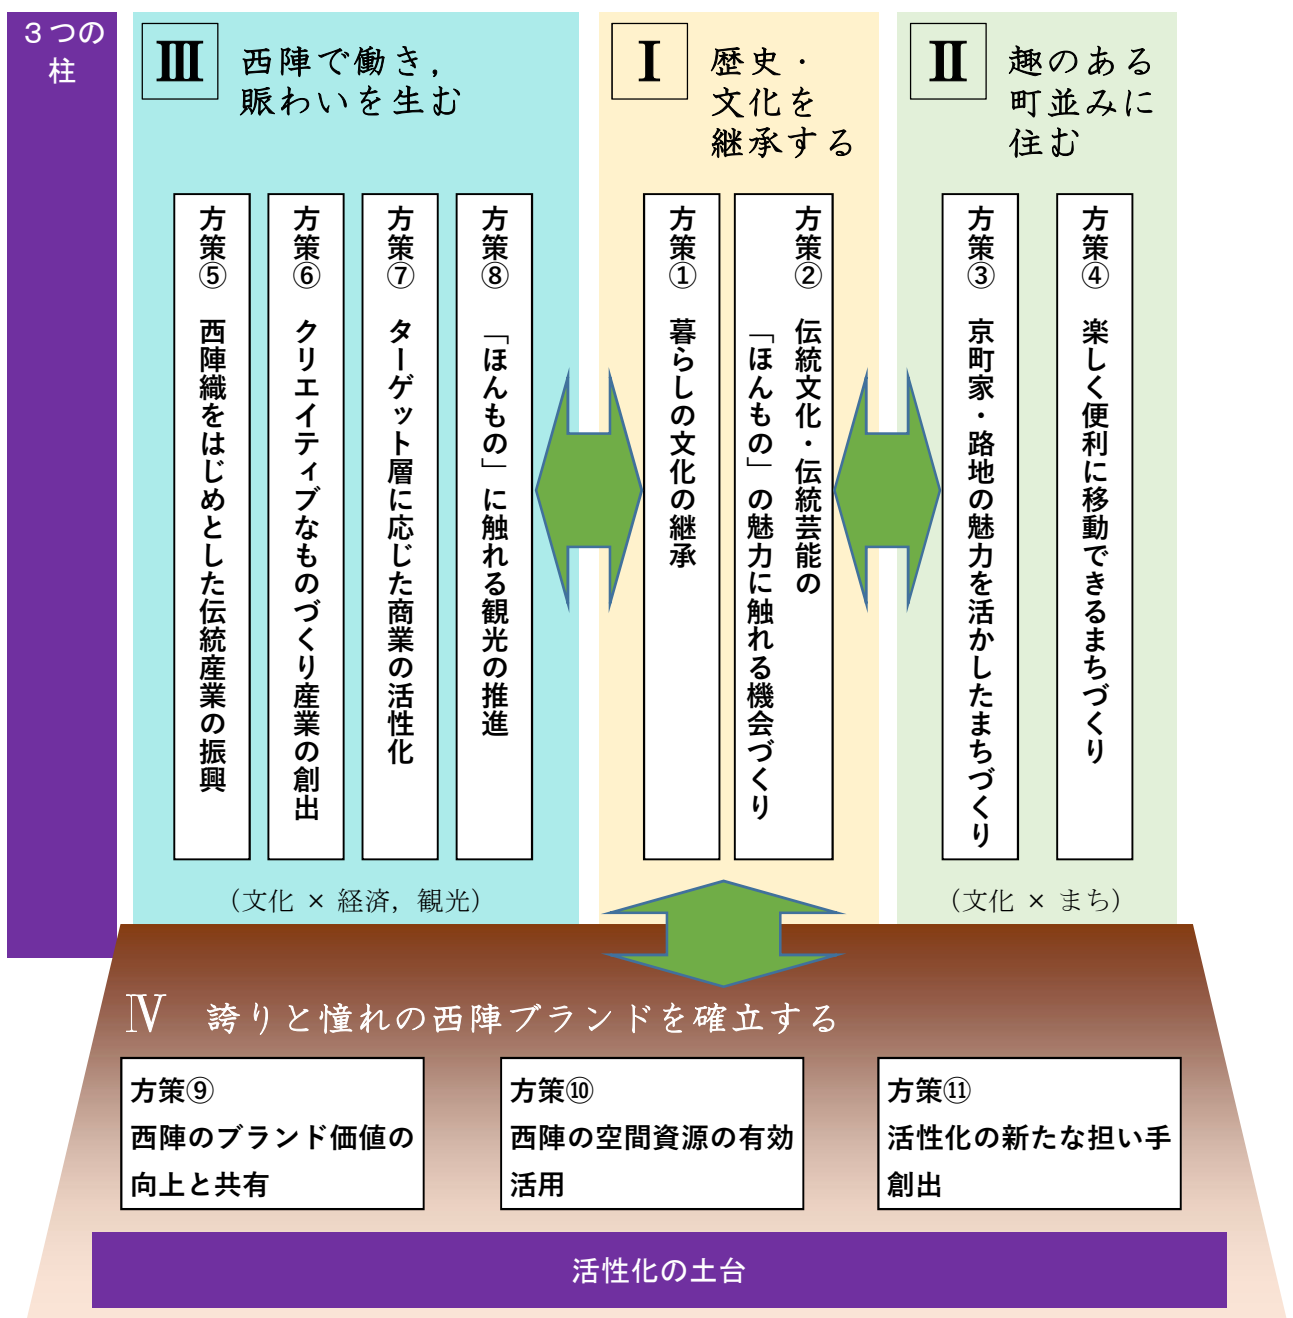 ３つの
柱
Ⅲ
西陣で働き，
賑わいを生む
方策⑤　西陣織をはじめとした伝統産業の振興
方策⑥　クリエイティブなものづくり産業の創出
方策⑦　ターゲット層に応じた商業の活性化
方策⑧　「ほんもの」に触れる観光の推進
（文化 × 経済，観光）
Ⅰ
歴史・
文化を
継承する
方策①　暮らしの文化の継承
方策②　伝統文化・伝統芸能の
「ほんもの」の魅力に触れる機会づくり
Ⅱ
趣のある
町並みに
住む
方策③　京町家・路地の魅力を活かしたまちづくり
方策④　楽しく便利に移動できるまちづくり
（文化 × まち）
Ⅳ　誇りと憧れの西陣ブランドを確立する
方策⑨
西陣のブランド価値の
向上と共有
方策⑩
西陣の空間資源の有効
活用
方策⑪
活性化の新たな担い手
創出
活性化の土台